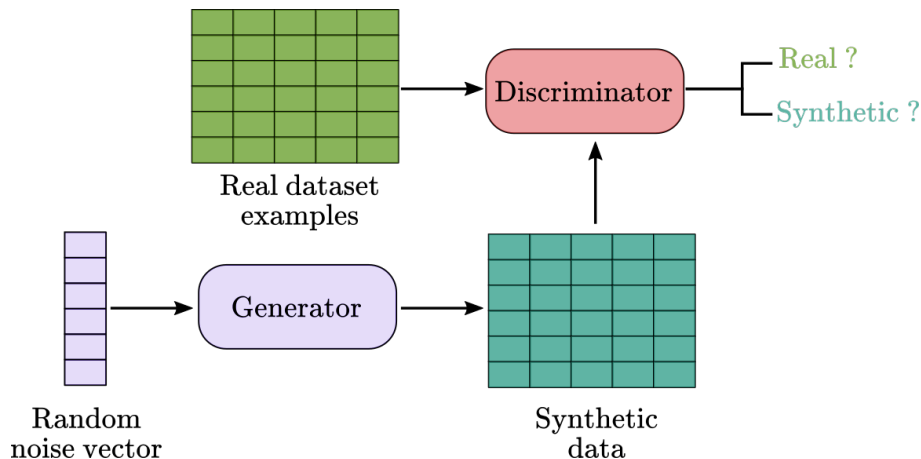 Real ?
Discriminator
Synthetic ?
Real dataset
examples
Generator
Random
noise vector
Synthetic
data